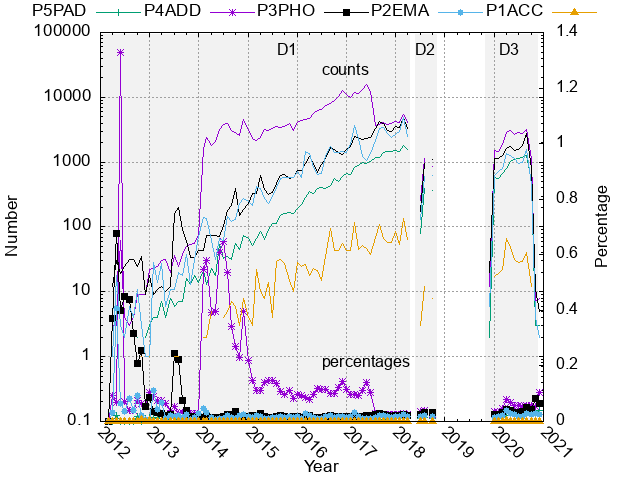 P5PAD P4ADD P3PHO P2EMA P1ACC
100000 D1 D2 D3 1.4
counts
10000 1.2
1000 1
100 0.8
10 0.6
1 0.4
percentages 0.2
0.1 0
Number
Percentage
2012 2013 2014 2015 2016 2017 2018 2019 2020 2021
Year